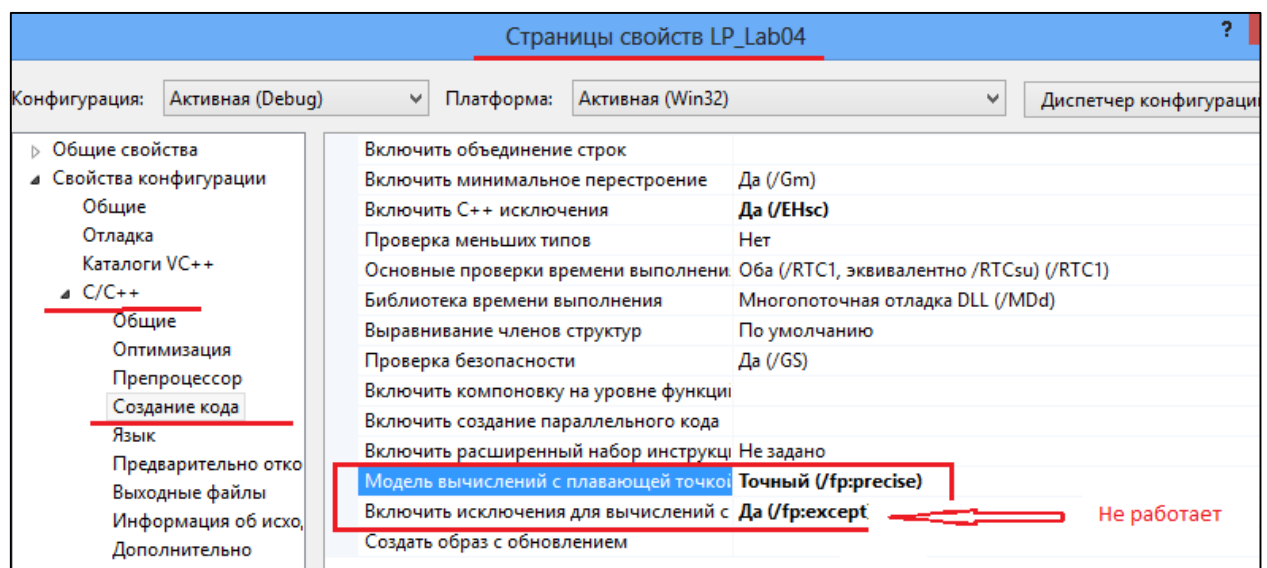 Страницы свойств LP_Lab04 ?
Конфигурация: Активная (Debug) Платформа: Активная (Win32) Диспетчер конфигураци
Общие свойства
Свойства конфигурации
Общие
Отладка
Каталоги VC++
C/C++
Общие
Оптимизация
Препроцессор
Создание кода
Язык
Предварительно отко
Выходные файлы
Информация об исхо
Дополнительно
Включить объединение строк
Включить минимальное перестроение Да (/Gm)
Включить C++ исключения Да (/EHsc)
Проверка меньших типов Нет
Основные проверки времени выполнени Оба (/RTC1, эквивалентно /RTCsu) (/RTC1)
Библиотека времени выполнения Многопоточная отладка DLL (/MDd)
Выравнивание членов структур По умолчанию
Проверка безопасности Да (/GS)
Включить компоновку на уровне функци
Включить создание параллельного кода
Включить расширенный набор инструкц Не задано
Модель вычислений с плавающей точкой Точный (/fp:precise)
Включить исключения для вычислений с Да (/fp:except) Не работает
Создать образ с обновлением